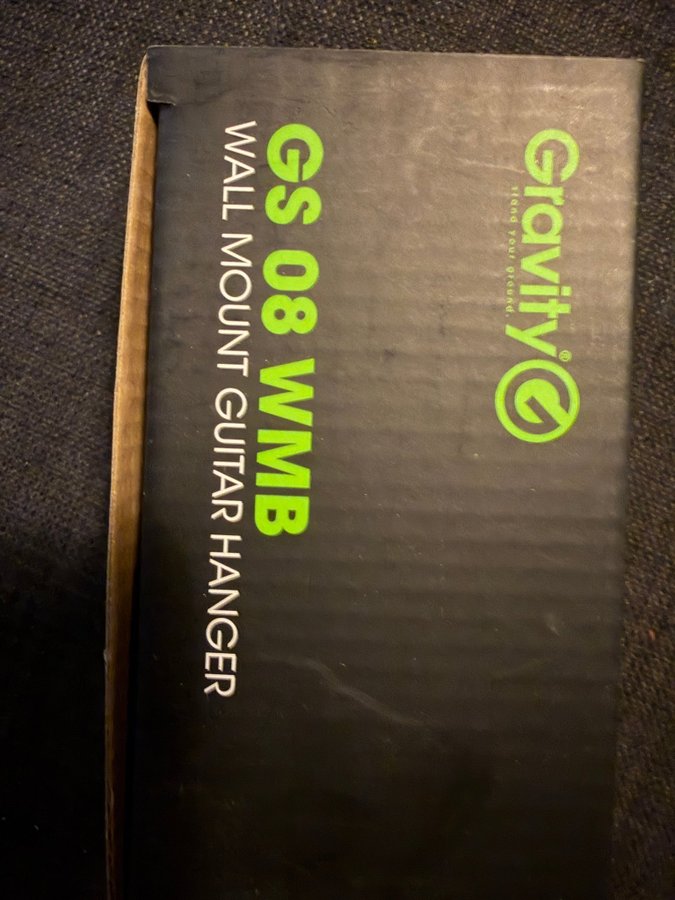 Gravity®
stand your ground.
GS 08 WMB
WALL MOUNT GUITAR HANGER